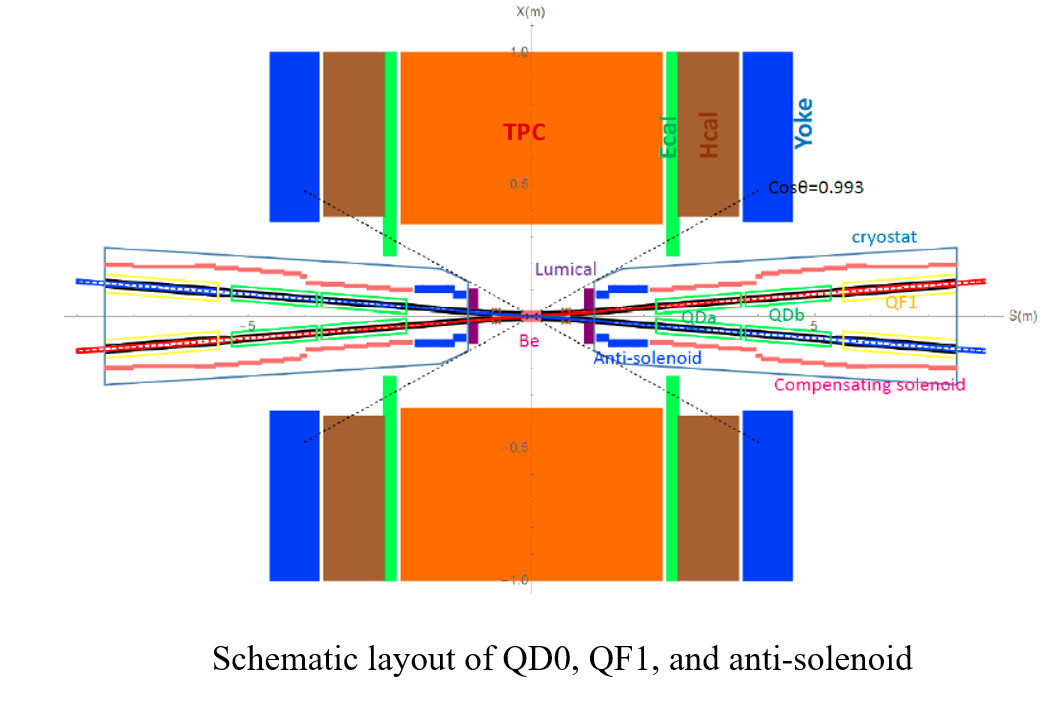 X(m)
1.0
TPC
Ecal
Hcal
Yoke
0.5
Cosθ=0.993
cryostat
Lumical
QF1
QDa
QDb
−5
5
S(m)
Be
Anti-solenoid
Compensating solenoid
−0.5
−1.0
Schematic layout of QD0, QF1, and anti-solenoid